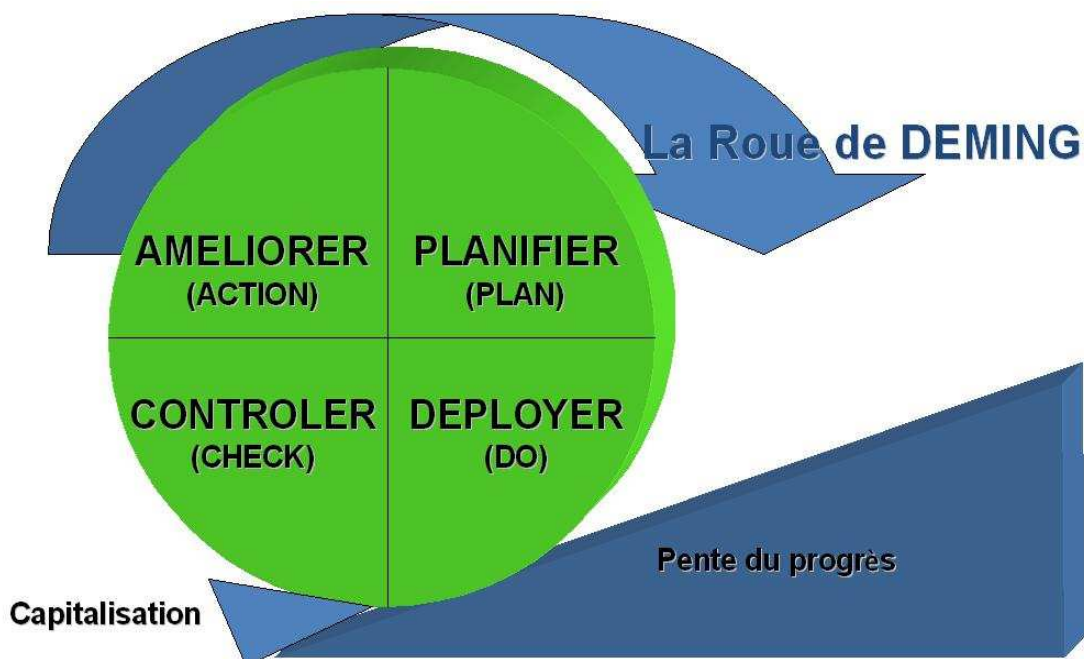 La Roue de DEMING
AMELIORER
(ACTION)
PLANIFIER
(PLAN)
CONTROLER
(CHECK)
DEPLOYER
(DO)
Pente du progrès
Capitalisation